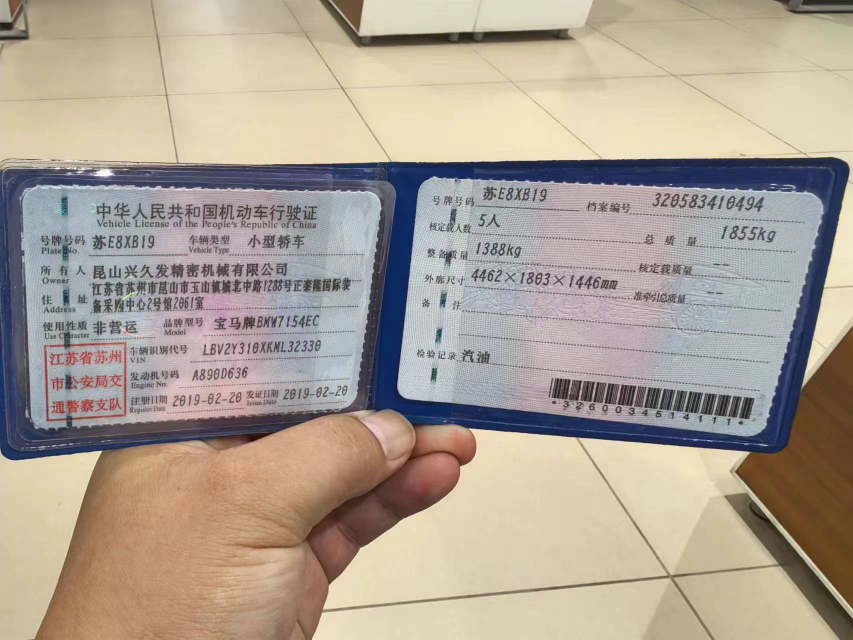 中华人民共和国机动车行驶证
Vehicle License of the People's Republic of China
号牌号码 苏E8XB19 车辆类型 小型轿车
Plate No. Vehicle Type
所有人 昆山兴久发精密机械有限公司
Owner
住址 江苏省苏州市昆山市玉山镇城北中路1288号正泰隆国际装
Address 备采购中心2号馆2061室
使用性质 非营运 品牌型号 宝马牌BMW7154EC
Use Character Model
江苏省苏州
市公安局交
通警察支队
车辆识别代号 LBV2Y310XKML32330
VIN
发动机号码 A890D636
Engine No.
注册日期 2019-02-20 发证日期 2019-02-20
Register Date Issue Date
号牌号码 苏E8XB19 档案编号 320583410494
核定载人数 5人 总质量 1855kg
整备质量 1388kg 核定载质量 --
外廓尺寸 4462×1803×1446mm 准牵引总质量 --
备注
检验记录 汽油
*3260034514111*